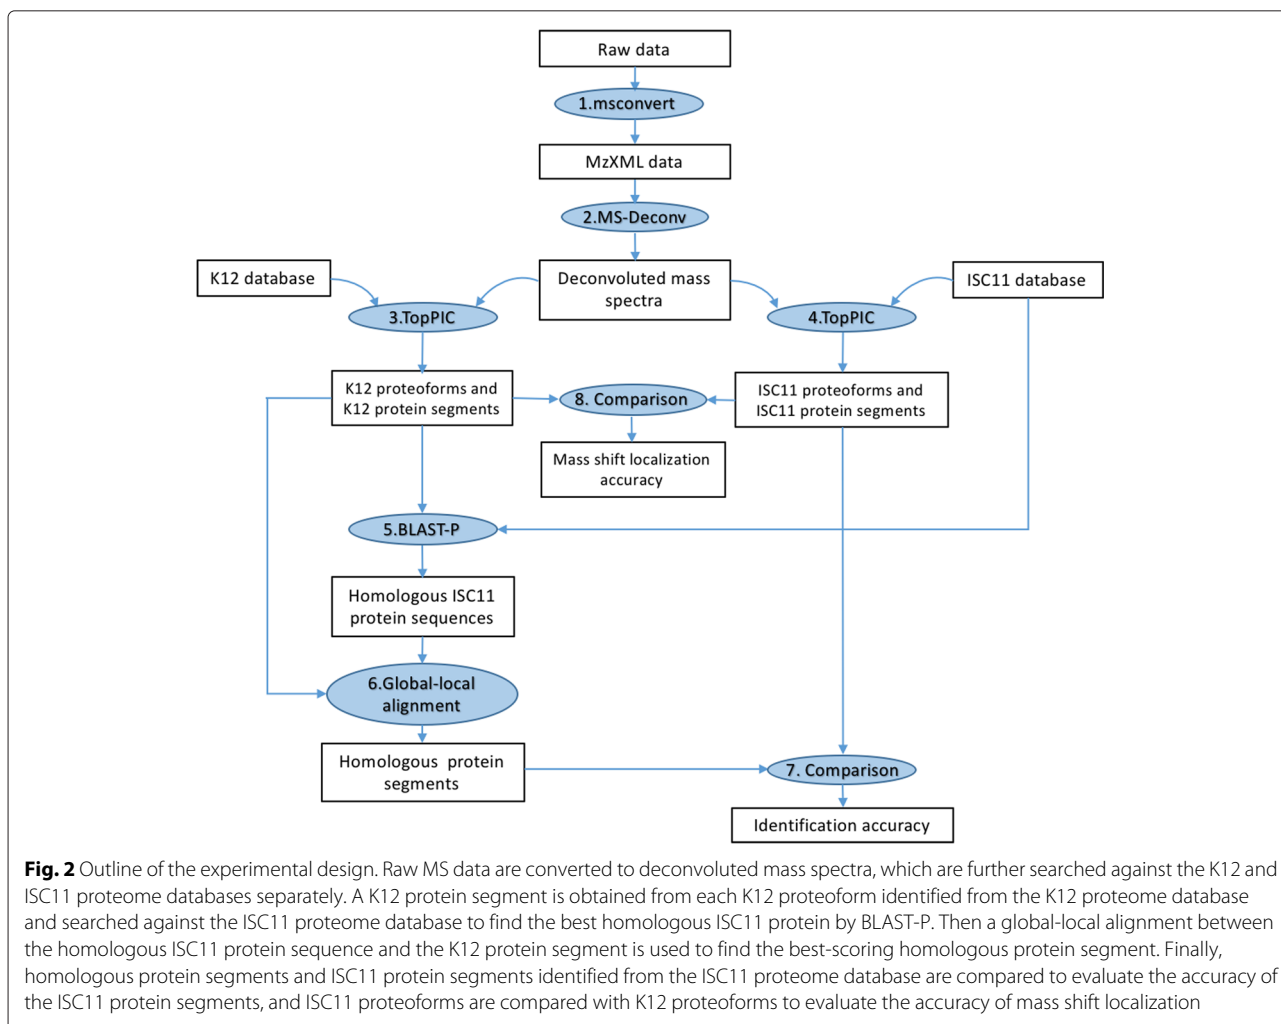 Raw data
1.msconvert
MzXML data
2.MS-Deconv
K12 database
Deconvoluted mass
spectra
ISC11 database
3.TopPIC
4.TopPIC
K12 proteoforms and
K12 protein segments
8. Comparison
ISC11 proteoforms and
ISC11 protein segments
Mass shift localization
accuracy
5.BLAST-P
Homologous ISC11
protein sequences
6.Global-local
alignment
Homologous protein
segments
7. Comparison
Identification accuracy
Fig. 2 Outline of the experimental design. Raw MS data are converted to deconvoluted mass spectra, which are further searched against the K12 and
ISC11 proteome databases separately. A K12 protein segment is obtained from each K12 proteoform identified from the K12 proteome database
and searched against the ISC11 proteome database to find the best homologous ISC11 protein by BLAST-P. Then a global-local alignment between
the homologous ISC11 protein sequence and the K12 protein segment is used to find the best-scoring homologous protein segment. Finally,
homologous protein segments and ISC11 protein segments identified from the ISC11 proteome database are compared to evaluate the accuracy of
the ISC11 protein segments, and ISC11 proteoforms are compared with K12 proteoforms to evaluate the accuracy of mass shift localization